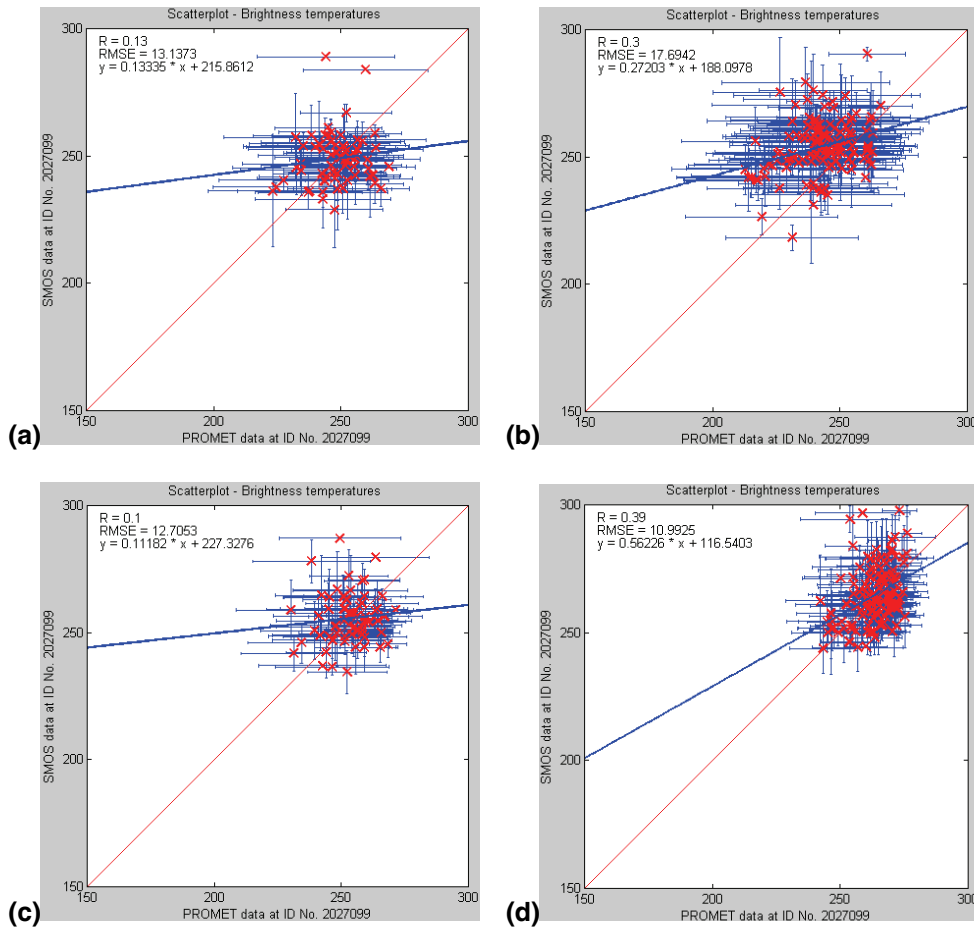 Scatterplot - Brightness temperatures
R = 0.13
RMSE = 13.1373
y = 0.13335 * x + 215.8612
300
250
200
150
SMOS data at ID No. 2027099
150 200 250 300
PROMET data at ID No. 2027099
(a)
Scatterplot - Brightness temperatures
R = 0.3
RMSE = 17.6942
y = 0.27203 * x + 188.0978
300
250
200
150
SMOS data at ID No. 2027099
150 200 250 300
PROMET data at ID No. 2027099
(b)
Scatterplot - Brightness temperatures
R = 0.1
RMSE = 12.7053
y = 0.11182 * x + 227.3276
300
250
200
150
SMOS data at ID No. 2027099
150 200 250 300
PROMET data at ID No. 2027099
(c)
Scatterplot - Brightness temperatures
R = 0.39
RMSE = 10.9925
y = 0.56226 * x + 116.5403
300
250
200
150
SMOS data at ID No. 2027099
150 200 250 300
PROMET data at ID No. 2027099
(d)